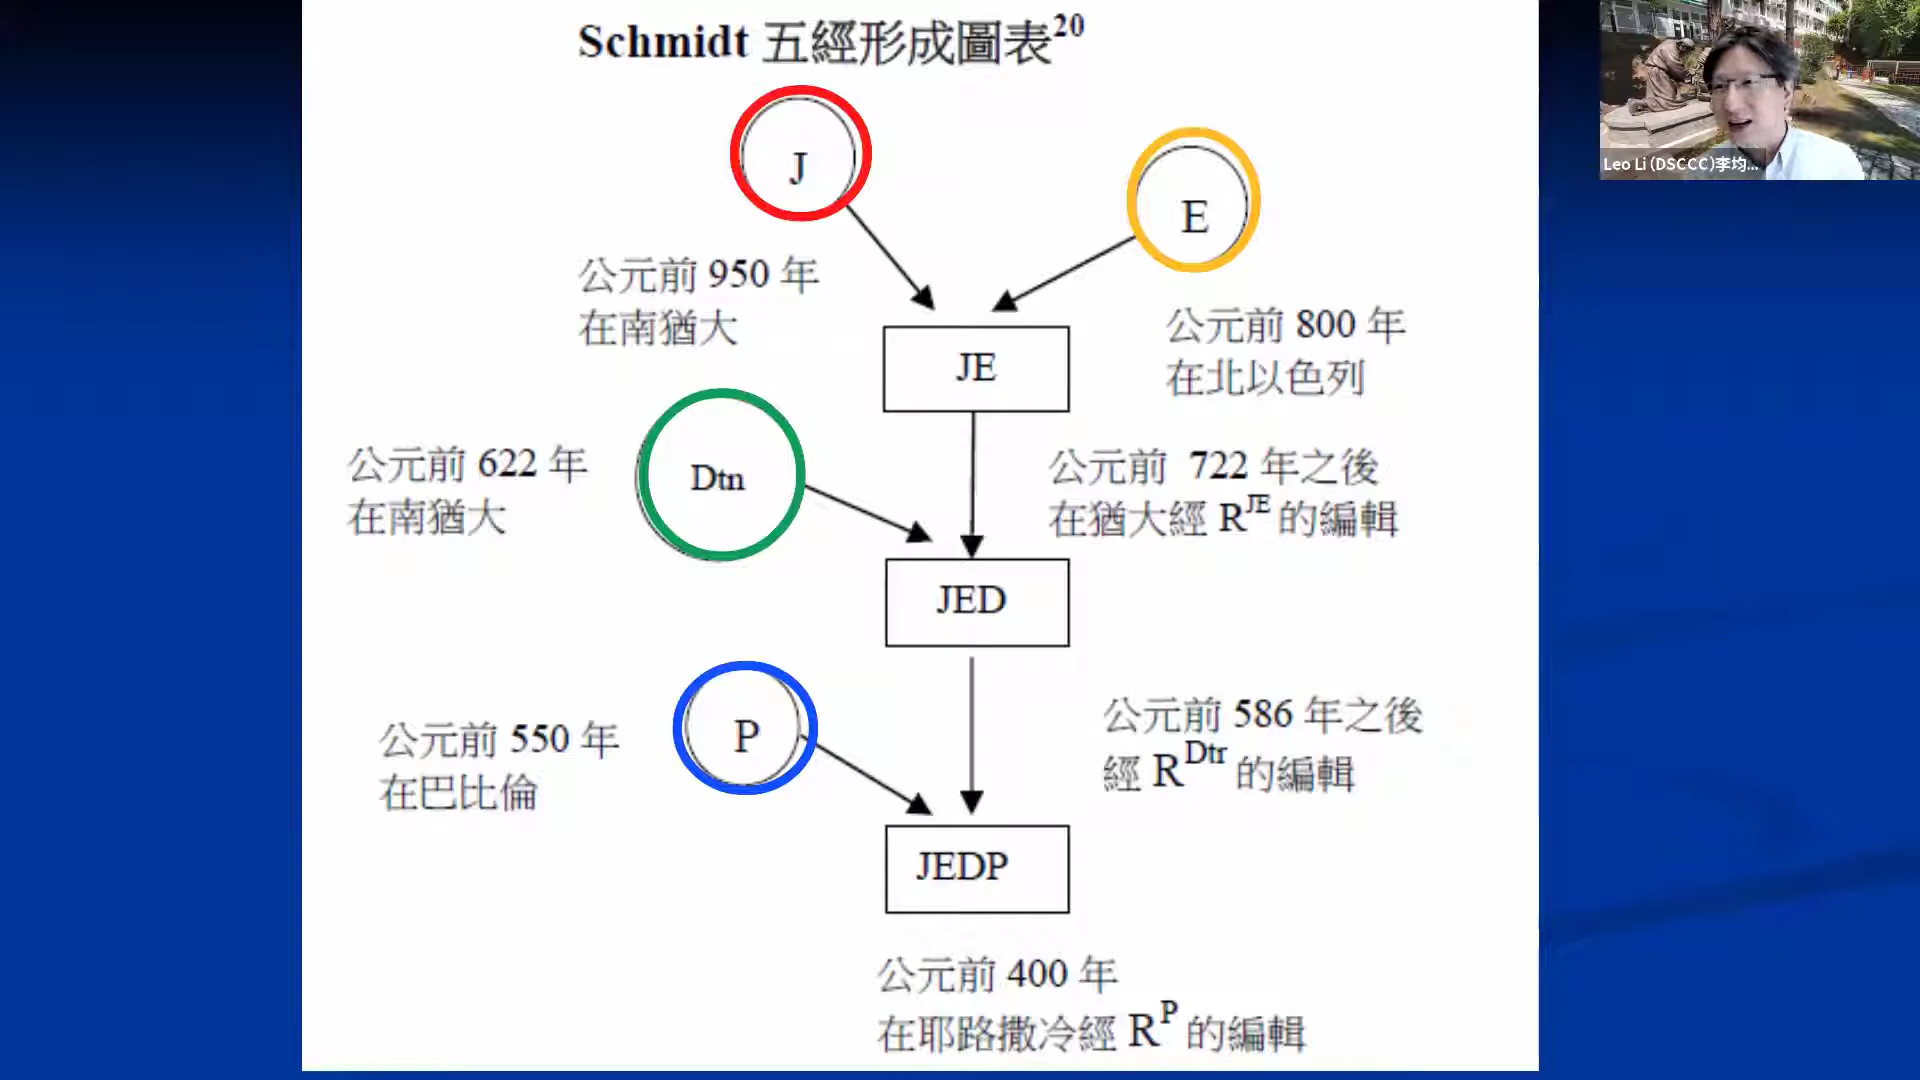 Schmidt 五經形成圖表20
J
E
公元前 950 年
在南猶大
公元前 800 年
在北以色列
JE
公元前 622 年
在南猶大
Dtn
公元前 722 年之後
在猶大經 RJE 的編輯
JED
公元前 550 年
在巴比倫
P
公元前 586 年之後
經 RDtr 的編輯
JEDP
公元前 400 年
在耶路撒冷經 RP 的編輯
Leo Li (DSCCC)李均...